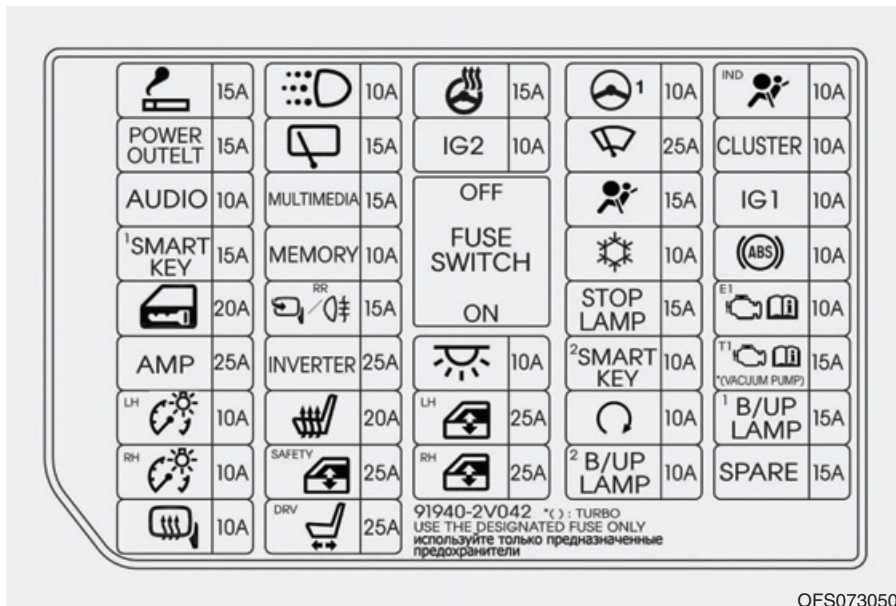 15A 10A 15A 1 10A IND 10A
POWER OUTELT 15A 15A IG2 10A 25A CLUSTER 10A
AUDIO 10A MULTIMEDIA 15A OFF 15A IG1 10A
1SMART KEY 15A MEMORY 10A FUSE SWITCH 10A (ABS) 10A
20A RR 15A ON STOP LAMP 15A E1 10A
AMP 25A INVERTER 25A 10A 2SMART KEY 10A T1 *(VACUUM PUMP) 15A
LH 10A 20A LH 25A 10A 1 B/UP LAMP 15A
RH 10A SAFETY 25A RH 25A 2 B/UP LAMP 10A SPARE 15A
10A DRV 25A
91940-2V042 *( ) : TURBO
USE THE DESIGNATED FUSE ONLY
используйте только предназначенные
предохранители
OFS073050